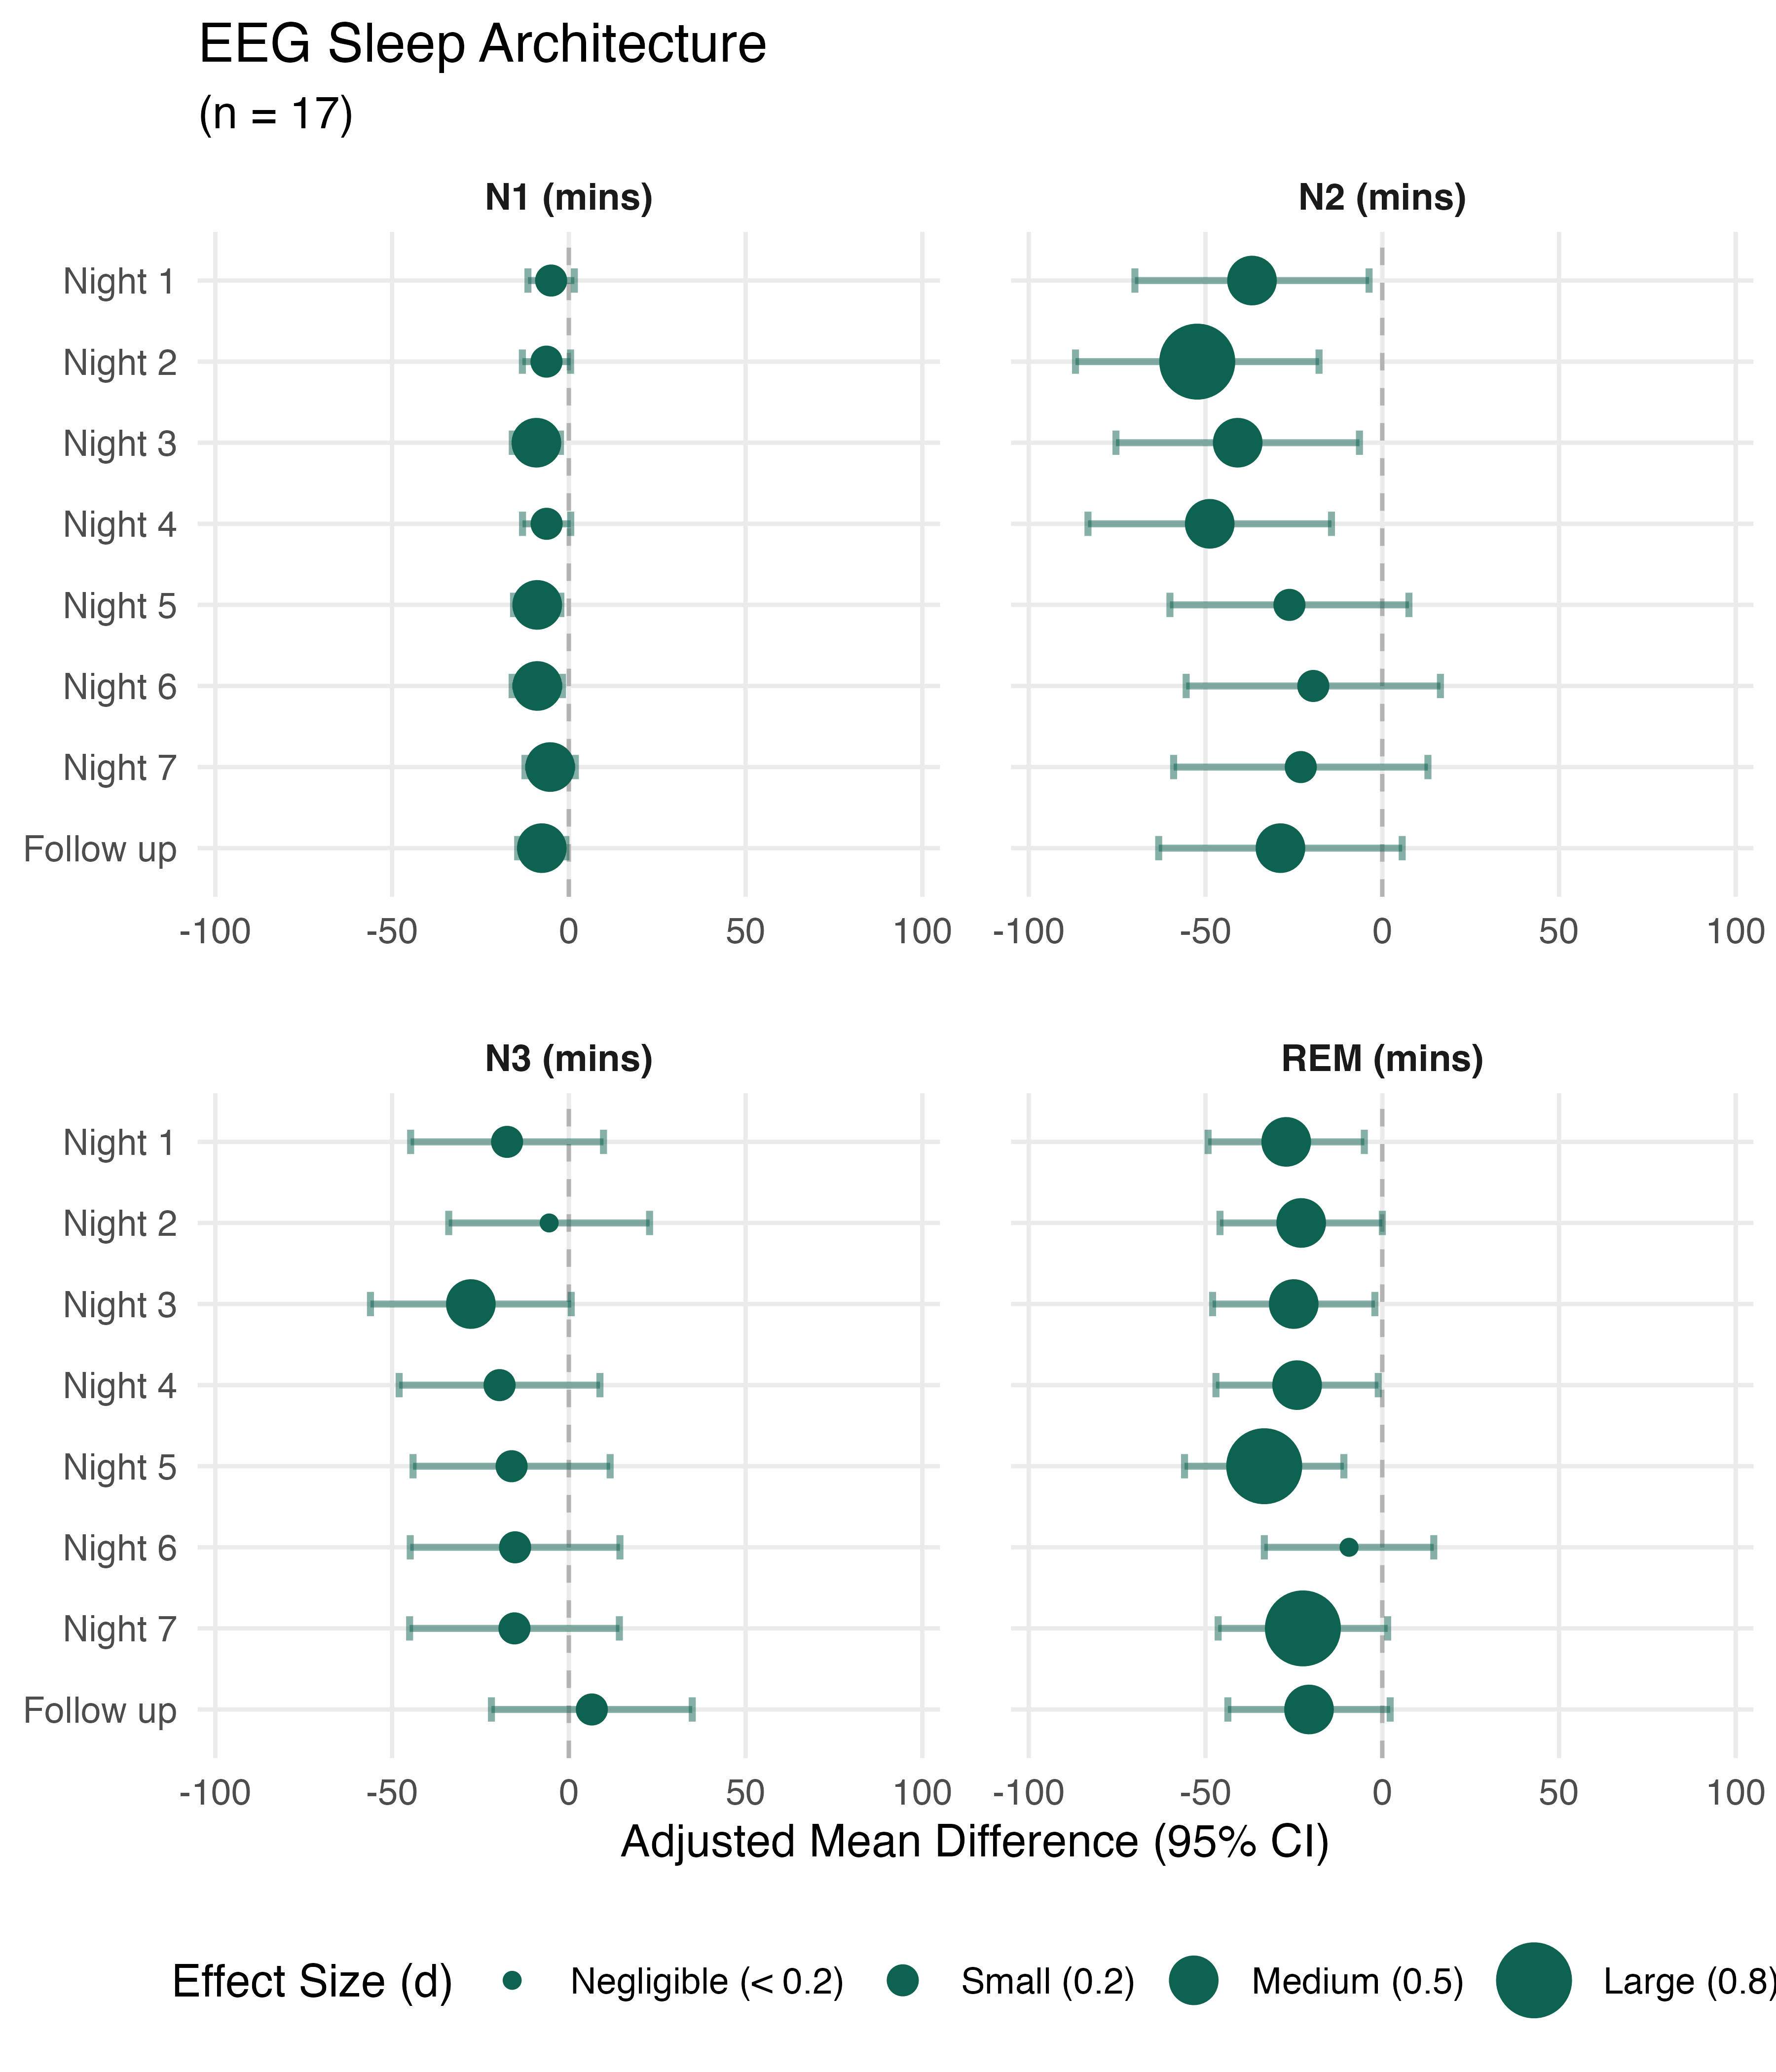 EEG Sleep Architecture
(n = 17)
N1 (mins)
N2 (mins)
Night 1
Night 2
Night 3
Night 4
Night 5
Night 6
Night 7
Follow up
-100 -50 0 50 100
-100 -50 0 50 100
N3 (mins)
REM (mins)
Night 1
Night 2
Night 3
Night 4
Night 5
Night 6
Night 7
Follow up
-100 -50 0 50 100
-100 -50 0 50 100
Adjusted Mean Difference (95% CI)
Effect Size (d) Negligible (< 0.2) Small (0.2) Medium (0.5) Large (0.8)